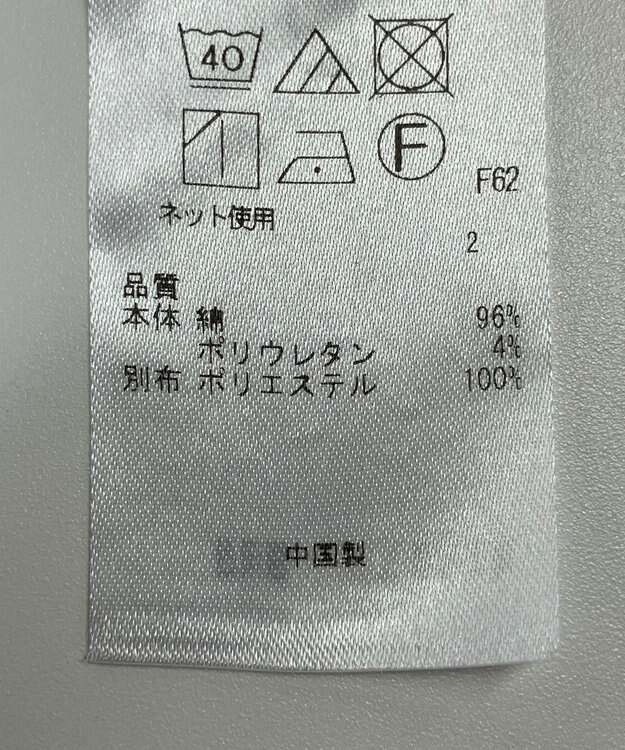 40
F
F62
ネット使用
2
品質
本体 綿 96%
ポリウレタン 4%
別布 ポリエステル 100%
中国製